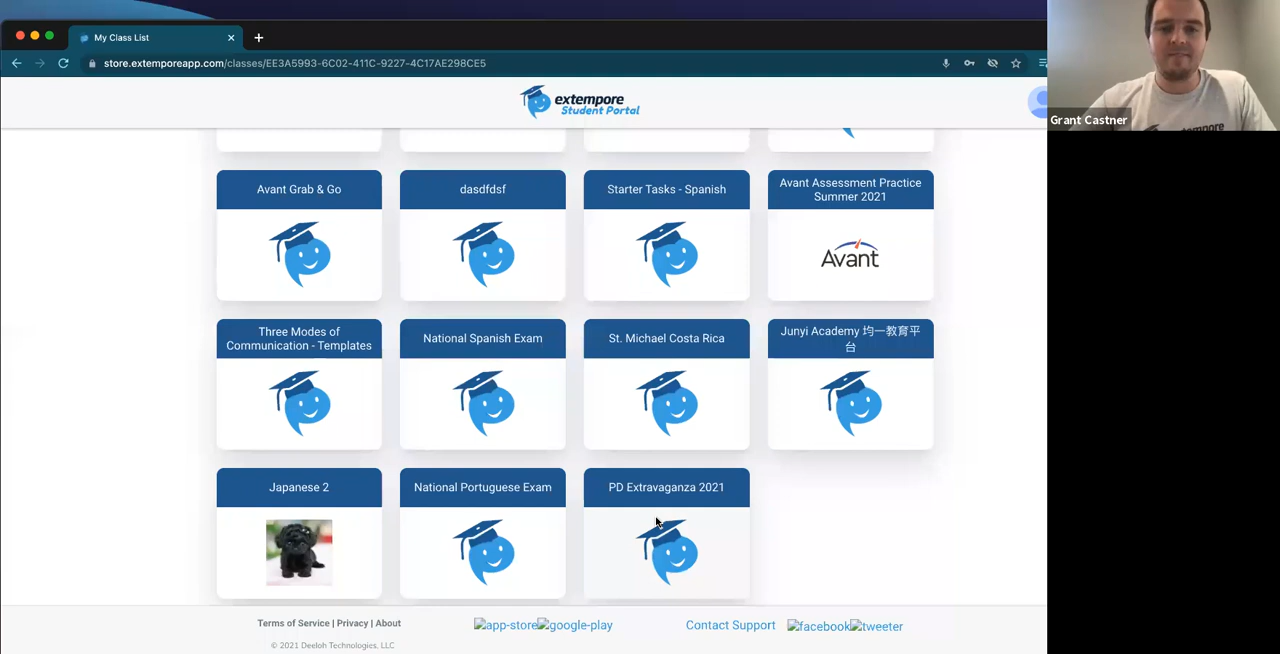 My Class List
store.extemporeapp.com/classes/EE3A5993-6C02-411C-9227-4C17AE298CE5
extempore
Student Portal
Grant Castner
Avant Grab & Go
dasdfdsf
Starter Tasks - Spanish
Avant Assessment Practice
Summer 2021
Avant
Three Modes of
Communication - Templates
National Spanish Exam
St. Michael Costa Rica
Junyi Academy 均一教育平
台
Japanese 2
National Portuguese Exam
PD Extravaganza 2021
Terms of Service | Privacy | About
app-store google-play
Contact Support
facebook tweeter
© 2021 Deeloh Technologies, LLC